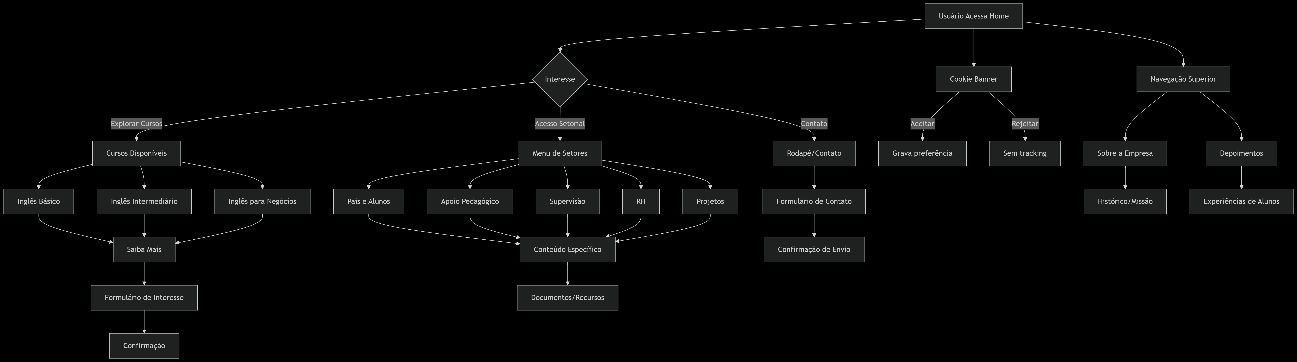 Usuário Acessa Home
Interesse
Cookie Banner
Navegação Superior
Explorar Cursos
Acesso Setorial
Contato
Aceitar
Rejeitar
Cursos Disponíveis
Menu de Setores
Rodapé/Contato
Grava preferência
Sem tracking
Sobre a Empresa
Depoimentos
Inglês Básico
Inglês Intermediário
Inglês para Negócios
Pais e Alunos
Apoio Pedagógico
Supervisão
RH
Projetos
Formulário de Contato
Histórico/Missão
Experiências de Alunos
Saiba Mais
Conteúdo Específico
Confirmação de Envio
Formulário de Interesse
Documentos/Recursos
Confirmação